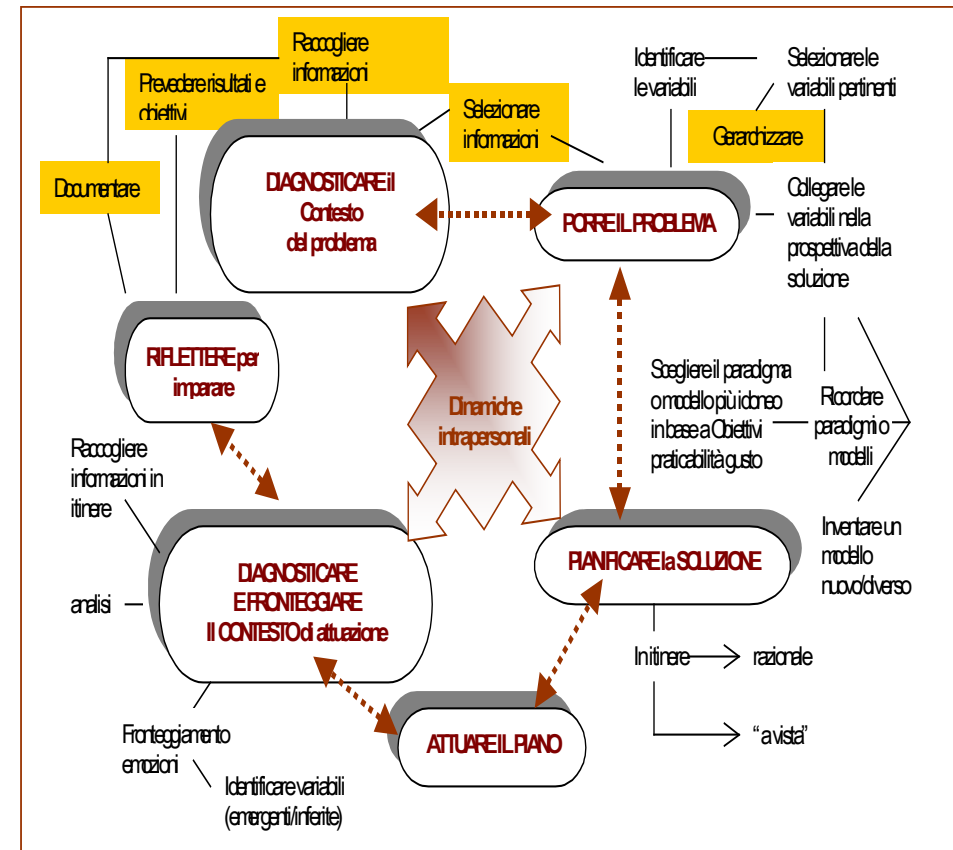 Raccogliere
informazioni
Prevedere risultati e
obiettivi
Documentare
Selezionare
informazioni
Identificare
le variabili
Selezionare le
variabili pertinenti
Gerarchizzare
DIAGNOSTICARE il
Contesto
del problema
PORRE IL PROBLEMA
Collegare le
variabili nella
prospettiva della
soluzione
RIFLETTERE per
imparare
Dinamiche
intrapersonali
Scegliere il paradigma
o modello più idoneo
in base a Obiettivi
praticabilità gusto
Ricordare
paradigmi o
modelli
Inventare un
modello
nuovo/diverso
Raccogliere
informazioni in
itinere
analisi
DIAGNOSTICARE
E FRONTEGGIARE
Il CONTESTO di attuazione
PIANIFICARE la SOLUZIONE
In itinere
razionale
“a vista”
ATTUARE IL PIANO
Fronteggiamento
emozioni
Identificare variabili
(emergenti/inferite)